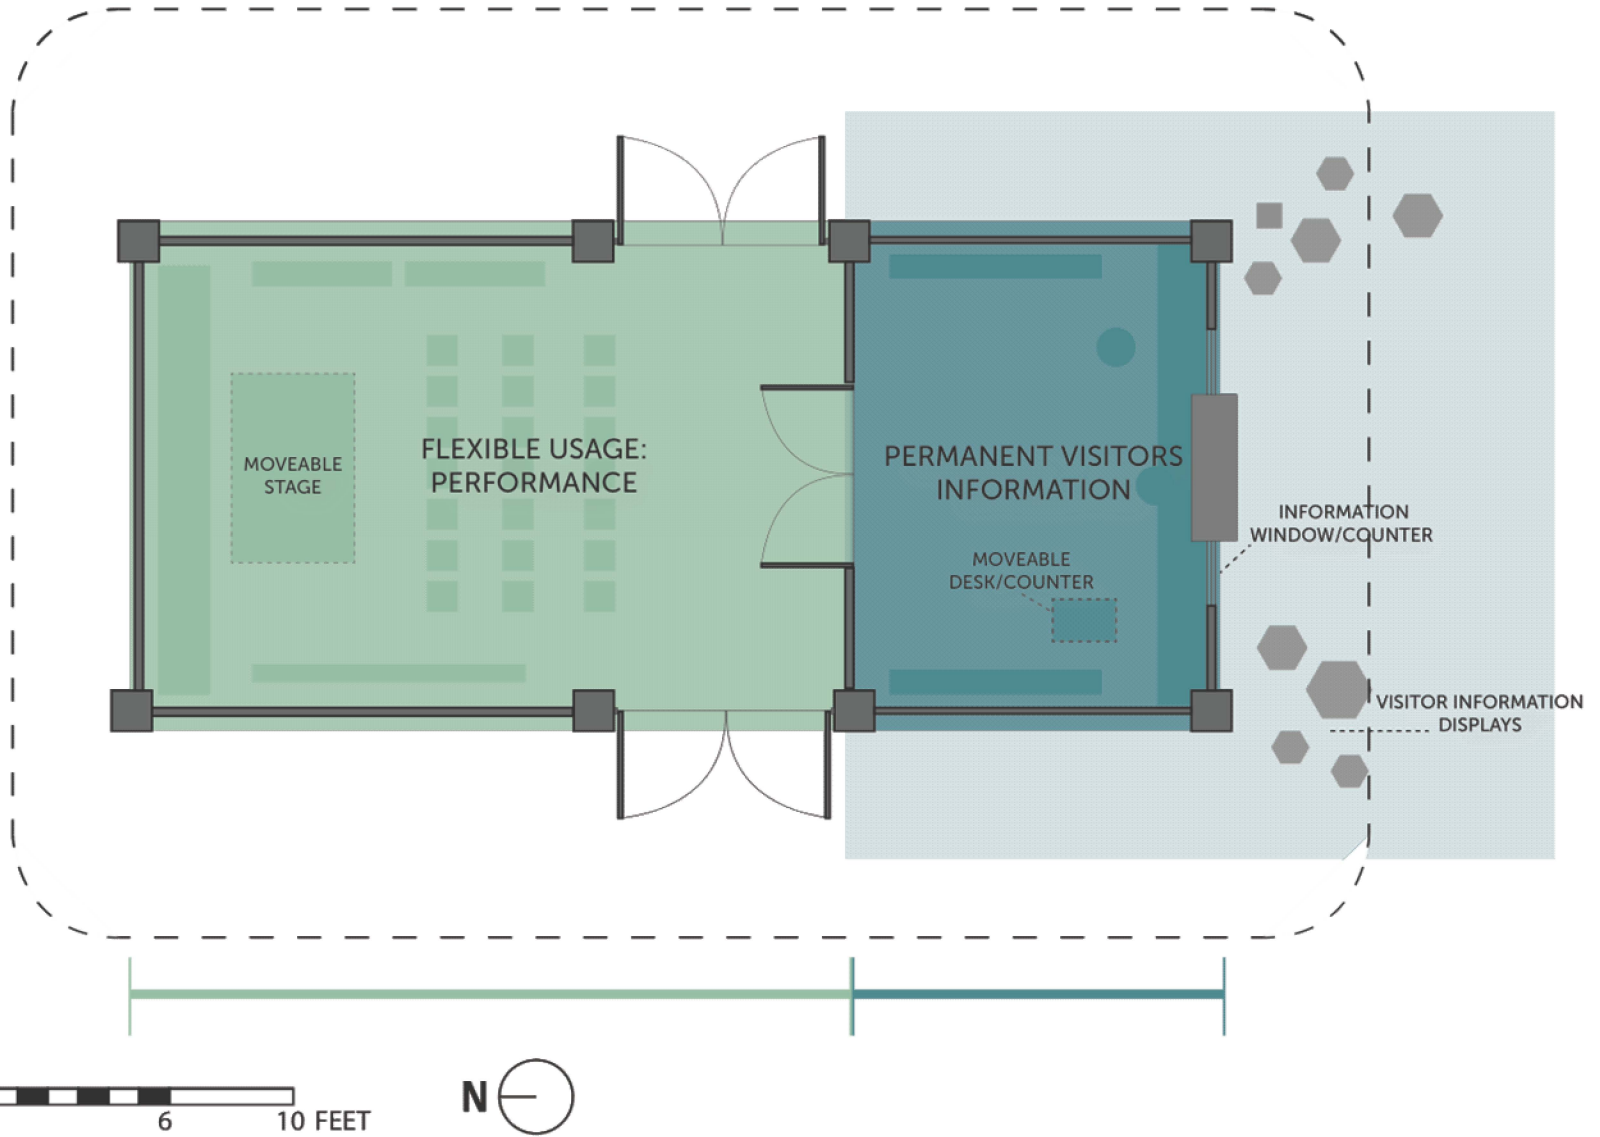 FLEXIBLE USAGE:
PERFORMANCE
MOVEABLE
STAGE
PERMANENT VISITORS
INFORMATION
INFORMATION
WINDOW/COUNTER
MOVEABLE
DESK/COUNTER
VISITOR INFORMATION
DISPLAYS
6
10 FEET
N